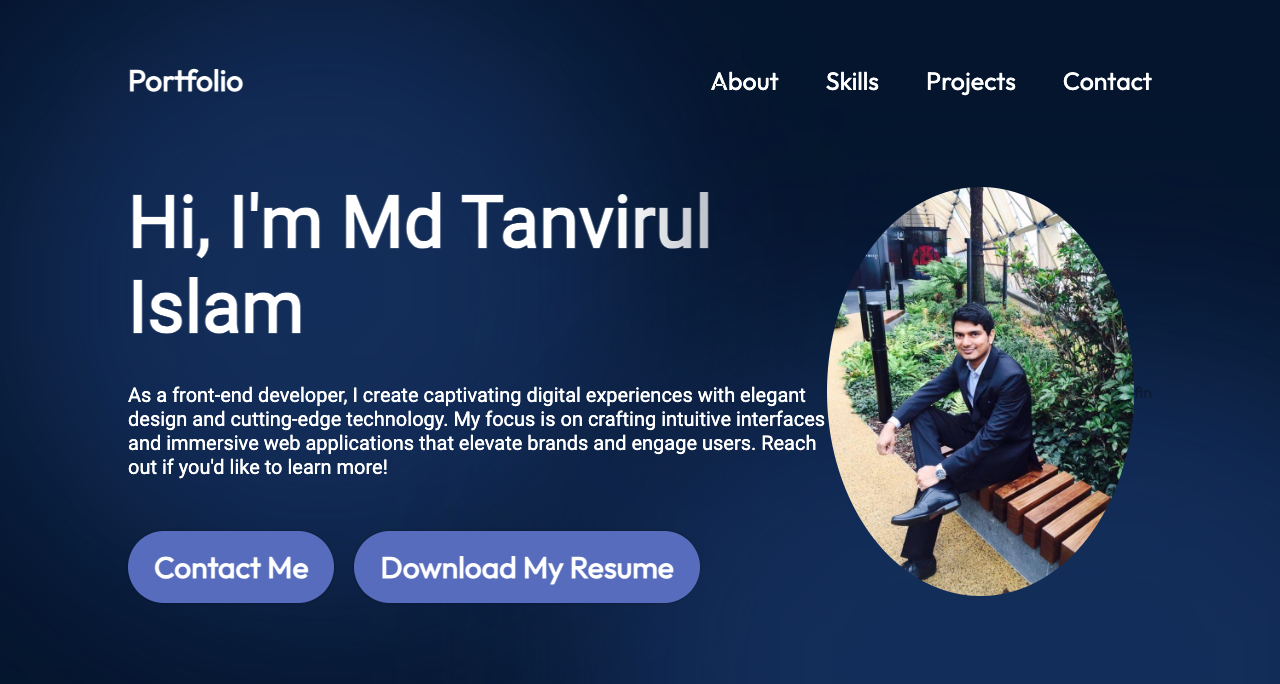 Portfolio
About Skills Projects Contact
Hi, I'm Md Tanvirul
Islam
As a front-end developer, I create captivating digital experiences with elegant
design and cutting-edge technology. My focus is on crafting intuitive interfaces
and immersive web applications that elevate brands and engage users. Reach
out if you'd like to learn more!
Contact Me Download My Resume